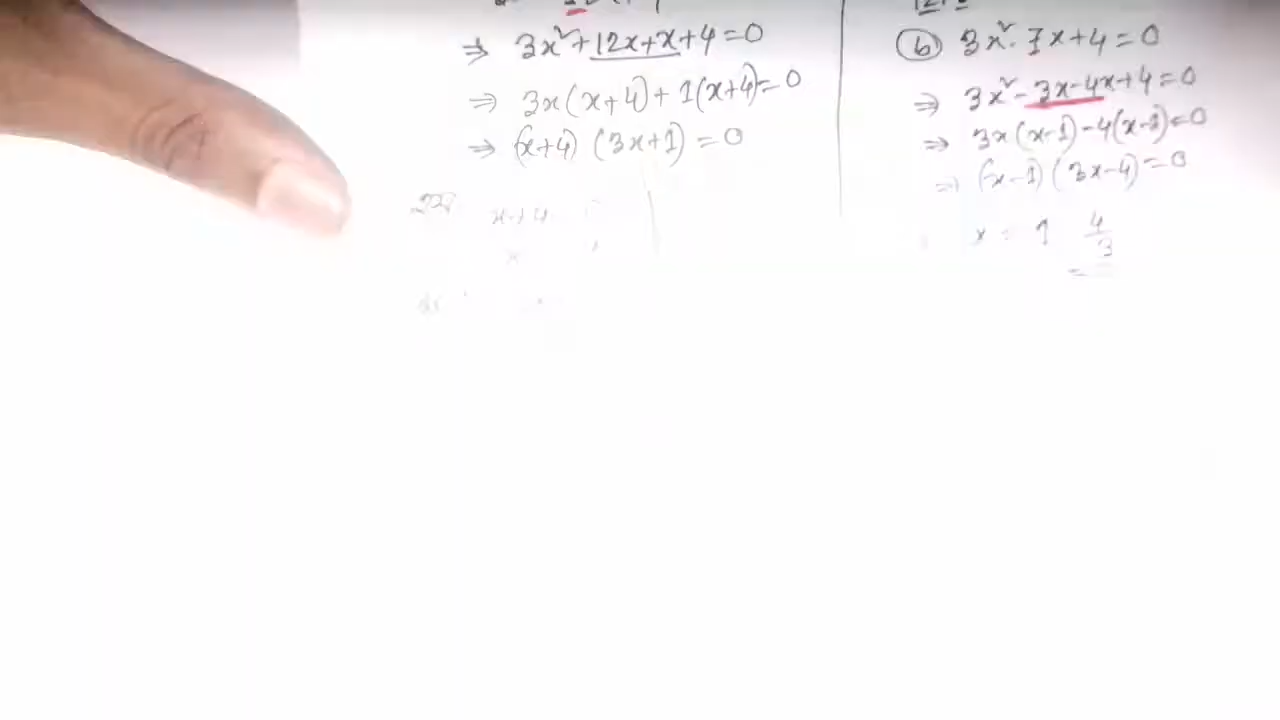 ⇒ 3x²+12x+x+4=0
⇒ 3x(x+4)+1(x+4)=0
⇒ (x+4) (3x+1)=0
x+4
x
(b) 3x²-7x+4=0
⇒ 3x²-3x-4x+4=0
⇒ 3x(x-1)-4(x-1)=0
⇒ (x-1)(3x-4)=0
x = 1 4/3